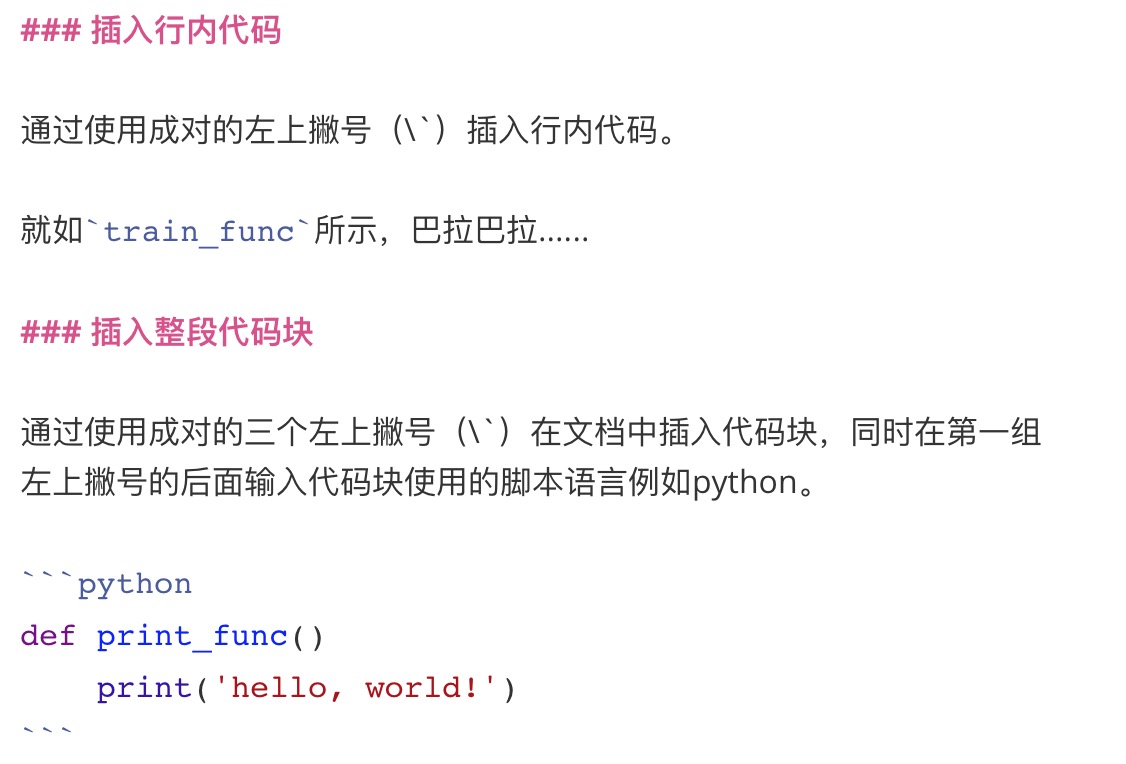 ### 插入行内代码
通过使用成对的左上撇号（\`）插入行内代码。
就如`train_func`所示，巴拉巴拉......
### 插入整段代码块
通过使用成对的三个左上撇号（\`）在文档中插入代码块，同时在第一组
左上撇号的后面输入代码块使用的脚本语言例如python。
```python
def print_func()
    print('hello, world!')
```